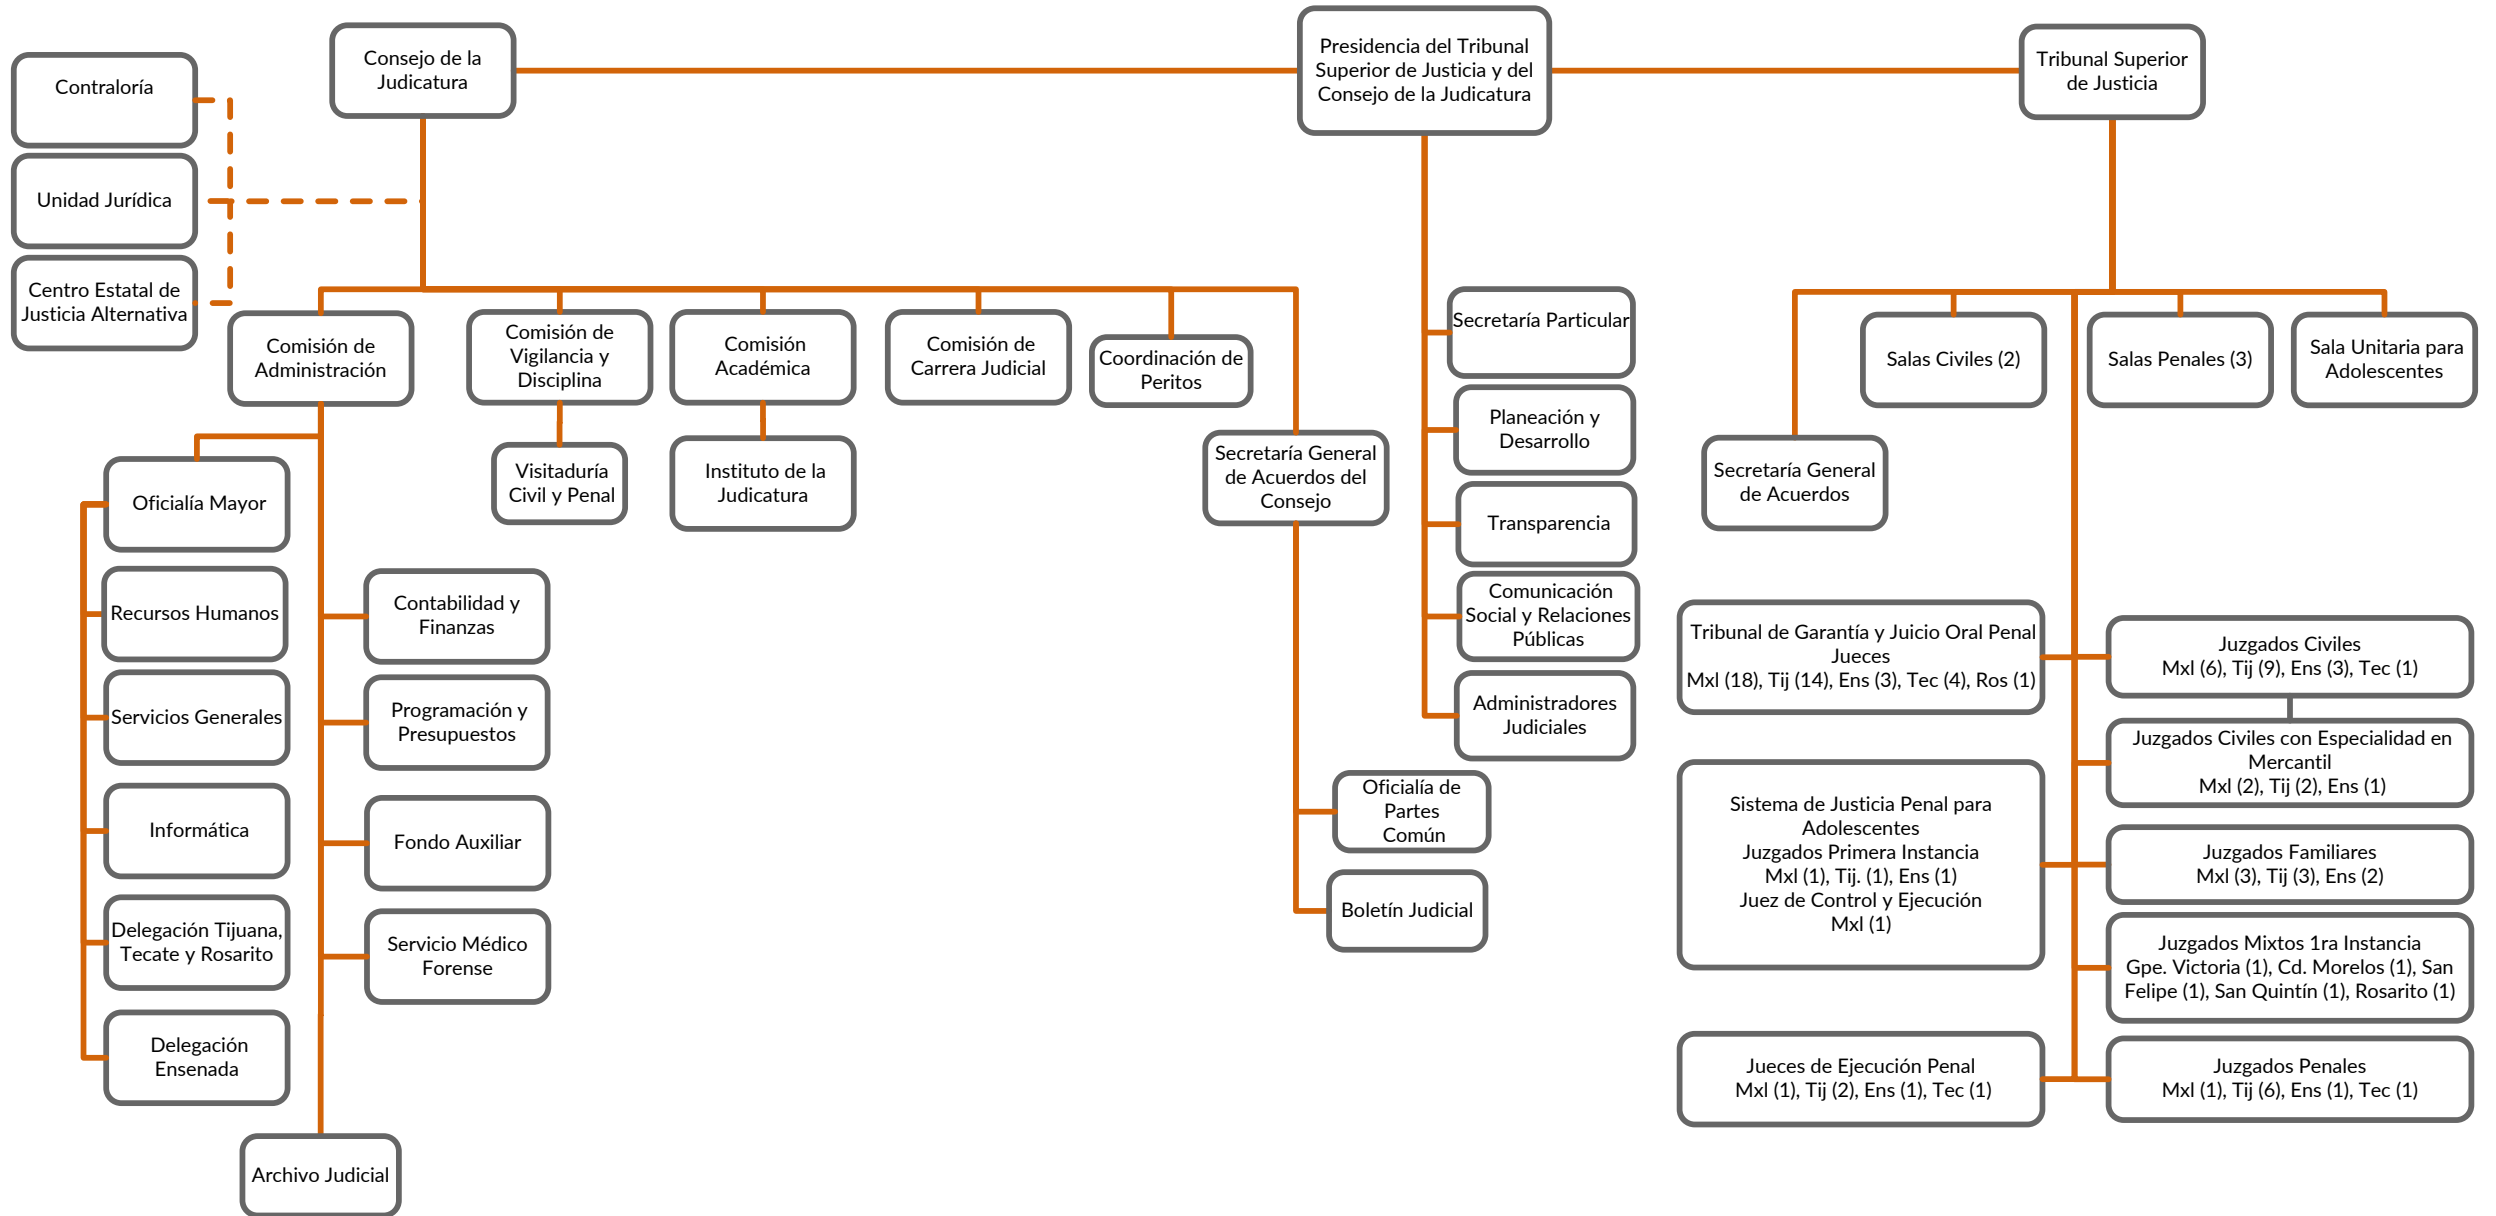 Consejo de la
Judicatura
Presidencia del Tribunal
Superior de Justicia y del
Consejo de la Judicatura
Tribunal Superior
de Justicia
Contraloría
Unidad Jurídica
Centro Estatal de
Justicia Alternativa
Comisión de
Administración
Comisión de
Vigilancia y
Disciplina
Comisión
Académica
Comisión de
Carrera Judicial
Coordinación de
Peritos
Secretaría General
de Acuerdos del
Consejo
Visitaduría
Civil y Penal
Instituto de la
Judicatura
Oficialía Mayor
Recursos Humanos
Servicios Generales
Informática
Delegación Tijuana,
Tecate y Rosarito
Delegación
Ensenada
Contabilidad y
Finanzas
Programación y
Presupuestos
Fondo Auxiliar
Servicio Médico
Forense
Archivo Judicial
Oficialía de
Partes
Común
Boletín Judicial
Secretaría Particular
Planeación y
Desarrollo
Transparencia
Comunicación
Social y Relaciones
Públicas
Administradores
Judiciales
Salas Civiles (2)
Salas Penales (3)
Sala Unitaria para
Adolescentes
Secretaría General
de Acuerdos
Tribunal de Garantía y Juicio Oral Penal
Jueces
Mxl (18), Tij (14), Ens (3), Tec (4), Ros (1)
Sistema de Justicia Penal para
Adolescentes
Juzgados Primera Instancia
Mxl (1), Tij. (1), Ens (1)
Juez de Control y Ejecución
Mxl (1)
Jueces de Ejecución Penal
Mxl (1), Tij (2), Ens (1), Tec (1)
Juzgados Civiles
Mxl (6), Tij (9), Ens (3), Tec (1)
Juzgados Civiles con Especialidad en
Mercantil
Mxl (2), Tij (2), Ens (1)
Juzgados Familiares
Mxl (3), Tij (3), Ens (2)
Juzgados Mixtos 1ra Instancia
Gpe. Victoria (1), Cd. Morelos (1), San
Felipe (1), San Quintín (1), Rosarito (1)
Juzgados Penales
Mxl (1), Tij (6), Ens (1), Tec (1)